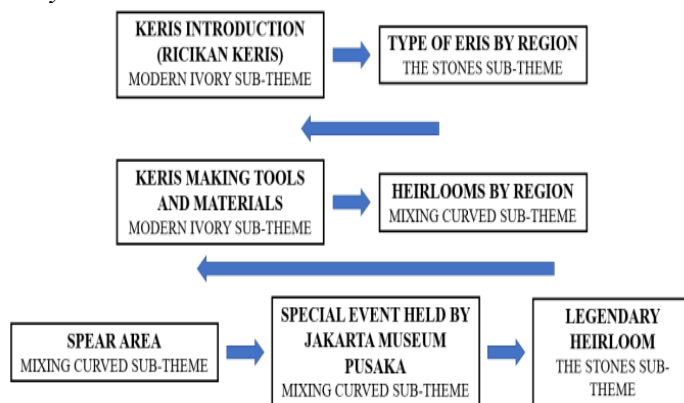 KERIS INTRODUCTION
(RICIKAN KERIS)
MODERN IVORY SUB-THEME
TYPE OF ERIS BY REGION
THE STONES SUB-THEME
KERIS MAKING TOOLS
AND MATERIALS
MODERN IVORY SUB-THEME
HEIRLOOMS BY REGION
MIXING CURVED SUB-THEME
SPEAR AREA
MIXING CURVED SUB-THEME
SPECIAL EVENT HELD BY
JAKARTA MUSEUM
PUSAKA
MIXING CURVED SUB-THEME
LEGENDARY
HEIRLOOM
THE STONES SUB-
THEME